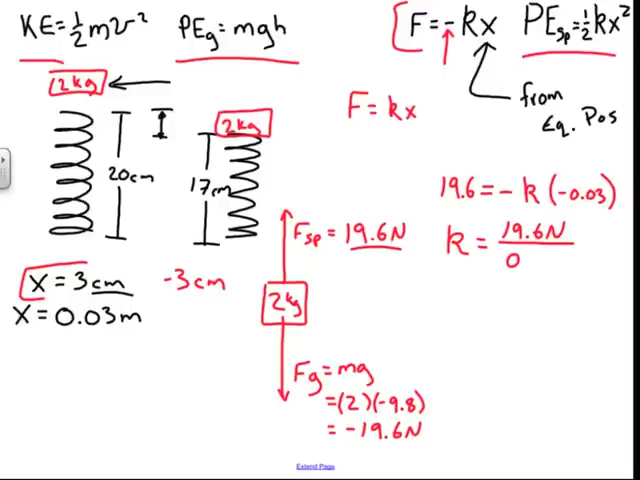 KE=½mv² PEg=mgh F=-kx PEsp=½kx²
2kg
from
Eq. Pos
F=kx
2kg
20cm
17cm
19.6=-k(-0.03)
Fsp=19.6N
k=19.6N/0
x=3cm -3cm
x=0.03m
2kg
Fg=mg
=(2)(-9.8)
=-19.6N
Extend Page